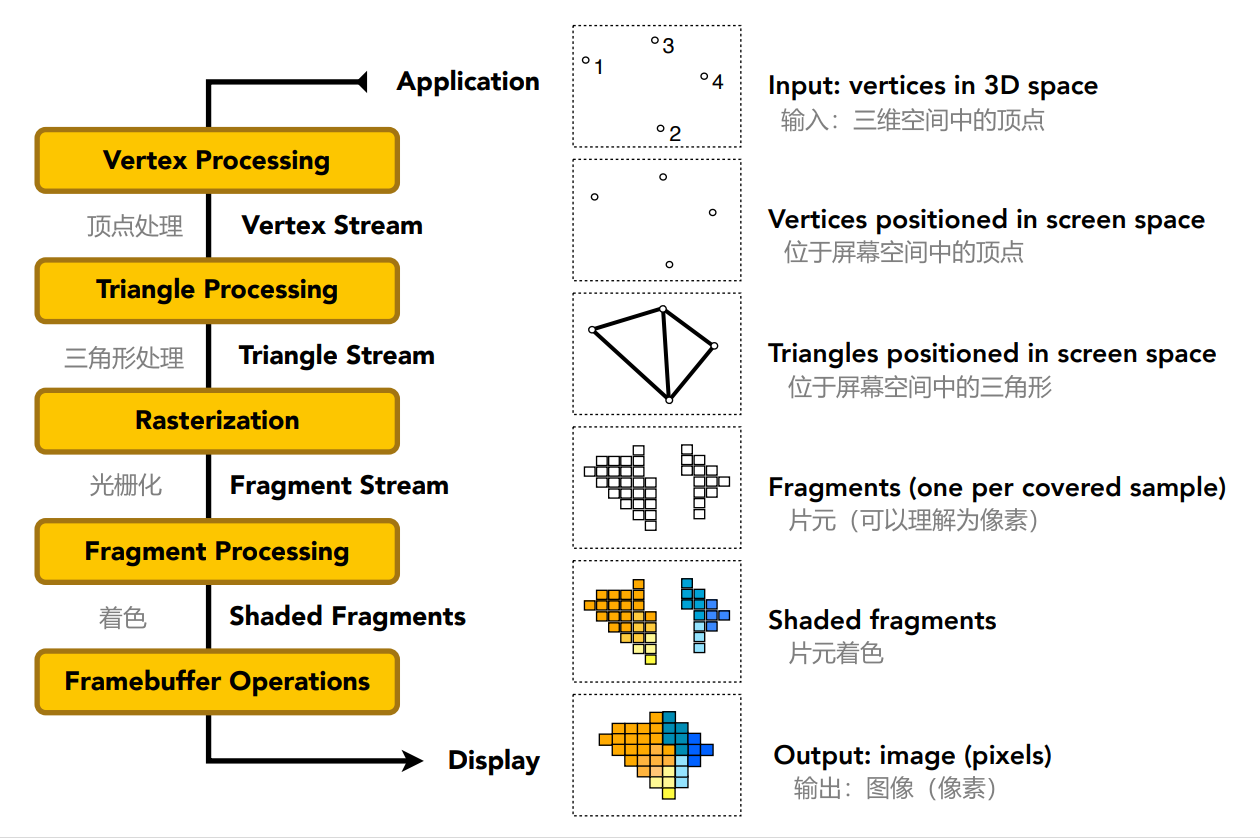 Application
3
1
4
2
Input: vertices in 3D space
输入：三维空间中的顶点
Vertex Processing
顶点处理
Vertex Stream
Vertices positioned in screen space
位于屏幕空间中的顶点
Triangle Processing
三角形处理
Triangle Stream
Triangles positioned in screen space
位于屏幕空间中的三角形
Rasterization
光栅化
Fragment Stream
Fragments (one per covered sample)
片元（可以理解为像素）
Fragment Processing
着色
Shaded Fragments
Shaded fragments
片元着色
Framebuffer Operations
Display
Output: image (pixels)
输出：图像（像素）